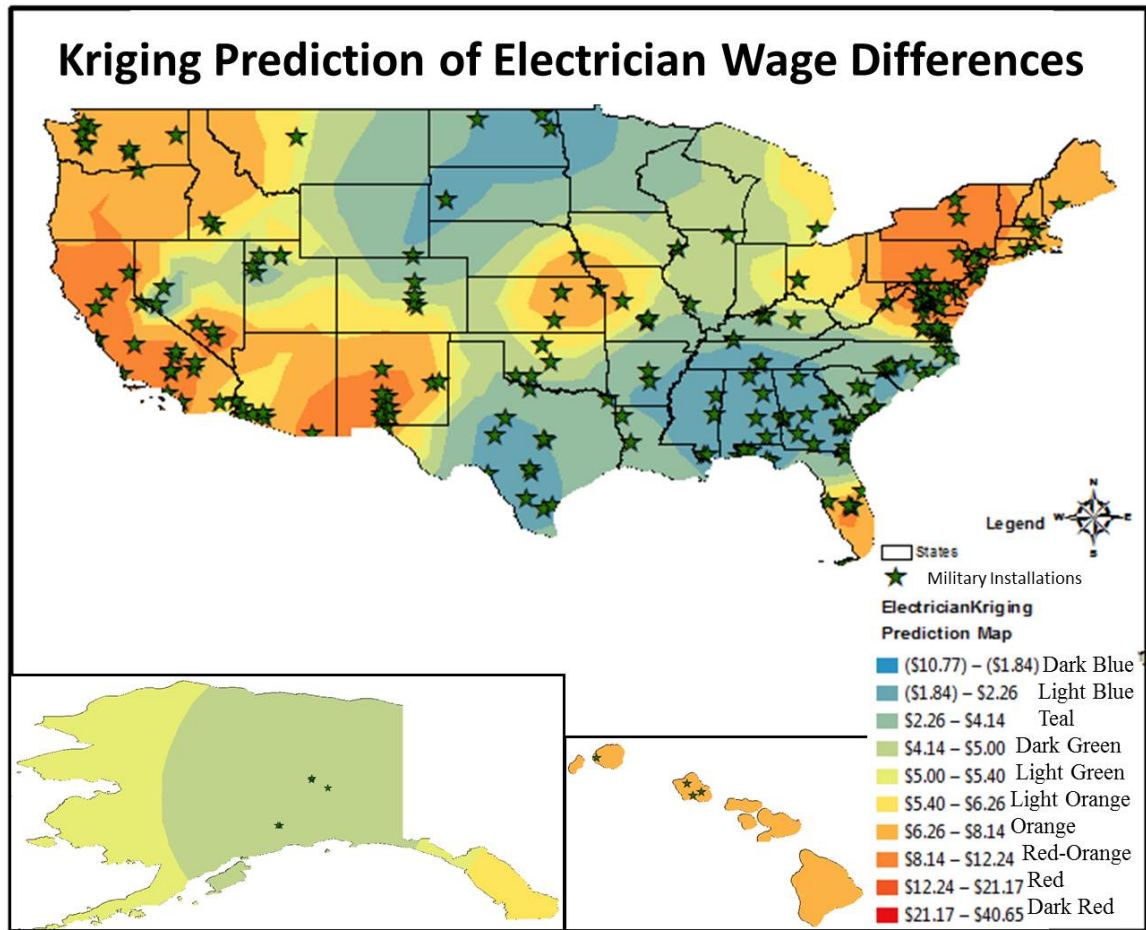 Kriging Prediction of Electrician Wage Differences
N
W E
S
Legend
States
Military Installations
ElectricianKriging
Prediction Map
($10.77) – ($1.84) Dark Blue
($1.84) – $2.26 Light Blue
$2.26 – $4.14 Teal
$4.14 – $5.00 Dark Green
$5.00 – $5.40 Light Green
$5.40 – $6.26 Light Orange
$6.26 – $8.14 Orange
$8.14 – $12.24 Red-Orange
$12.24 – $21.17 Red
$21.17 – $40.65 Dark Red